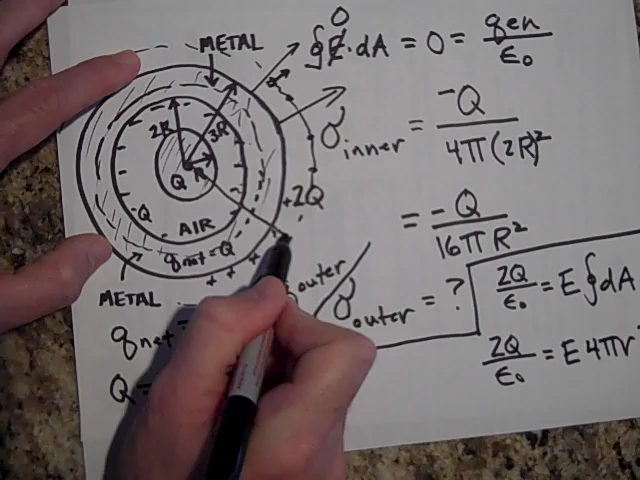 METAL
∮E·dA = 0 = qen/ε₀
0
2R
3R
Q
-Q
AIR
qnet = Q
+2Q
+ + +
METAL
σinner = -Q/4π(2R)²
= -Q/16πR²
outer
σouter = ?
2Q/ε₀ = E∮dA
2Q/ε₀ = E4πr
qnet =
Q =